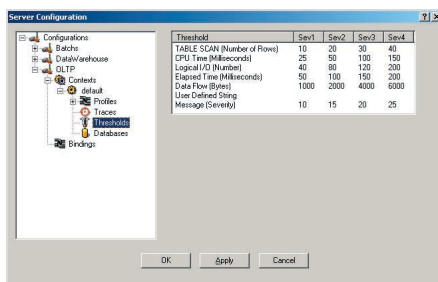 Server Configuration
Configurations
Batchs
DataWarehouse
OLTP
Contexts
default
Profiles
Traces
Thresholds
Databases
Bindings
Threshold Sev1 Sev2 Sev3 Sev4
TABLE SCAN (Number of Rows) 10 20 30 40
CPU Time (Milliseconds) 25 50 100 150
Logical I/O (Number) 40 80 120 200
Elapsed Time (Milliseconds) 50 100 150 200
Data Flow (Bytes) 1000 2000 4000 6000
User Defined String
Message (Severity) 10 15 20 25
OK Apply Cancel